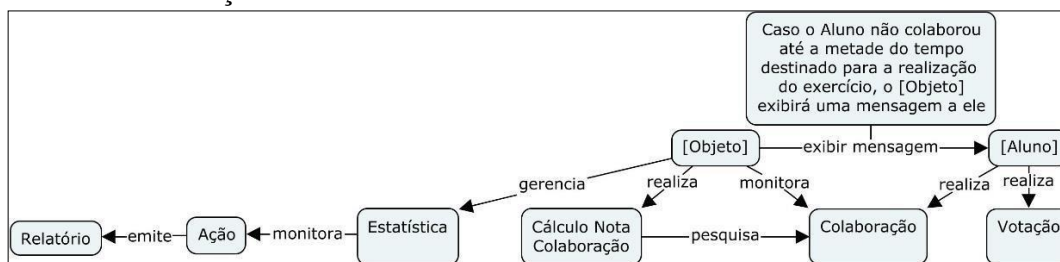 Caso o Aluno não colaborou
até a metade do tempo
destinado para a realização
do exercício, o [Objeto]
exibirá uma mensagem a ele
[Objeto]
exibir mensagem
[Aluno]
gerencia
realiza
monitora
realiza
realiza
Relatório
emite
Ação
monitora
Estatística
Cálculo Nota
Colaboração
pesquisa
Colaboração
Votação